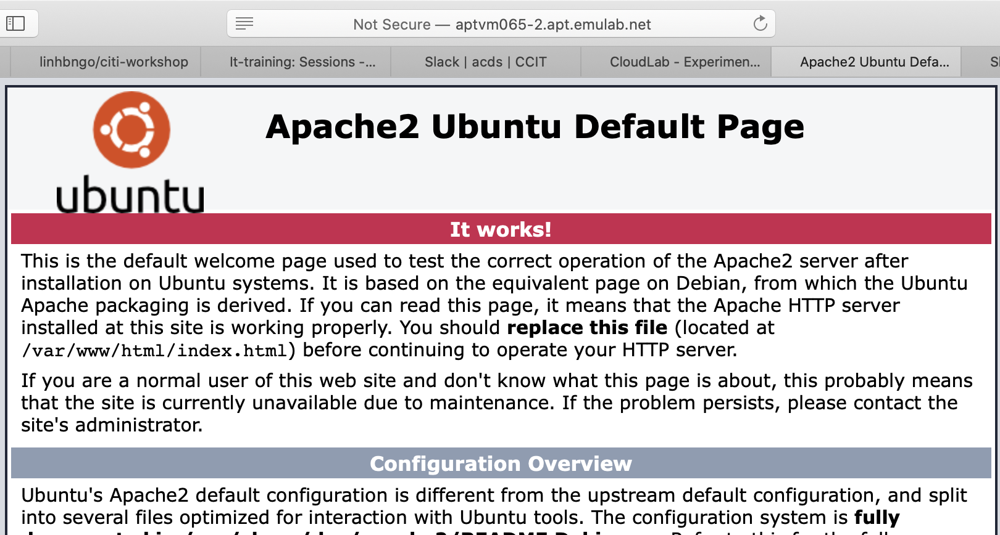 Not Secure — aptvm065-2.apt.emulab.net
linhbngo/citi-workshop
It-training: Sessions -...
Slack | acds | CCIT
CloudLab - Experimen...
Apache2 Ubuntu Defa...
Apache2 Ubuntu Default Page
ubuntu
It works!
This is the default welcome page used to test the correct operation of the Apache2 server after
installation on Ubuntu systems. It is based on the equivalent page on Debian, from which the Ubuntu
Apache packaging is derived. If you can read this page, it means that the Apache HTTP server
installed at this site is working properly. You should replace this file (located at
/var/www/html/index.html) before continuing to operate your HTTP server.
If you are a normal user of this web site and don't know what this page is about, this probably means
that the site is currently unavailable due to maintenance. If the problem persists, please contact the
site's administrator.
Configuration Overview
Ubuntu's Apache2 default configuration is different from the upstream default configuration, and split
into several files optimized for interaction with Ubuntu tools. The configuration system is fully